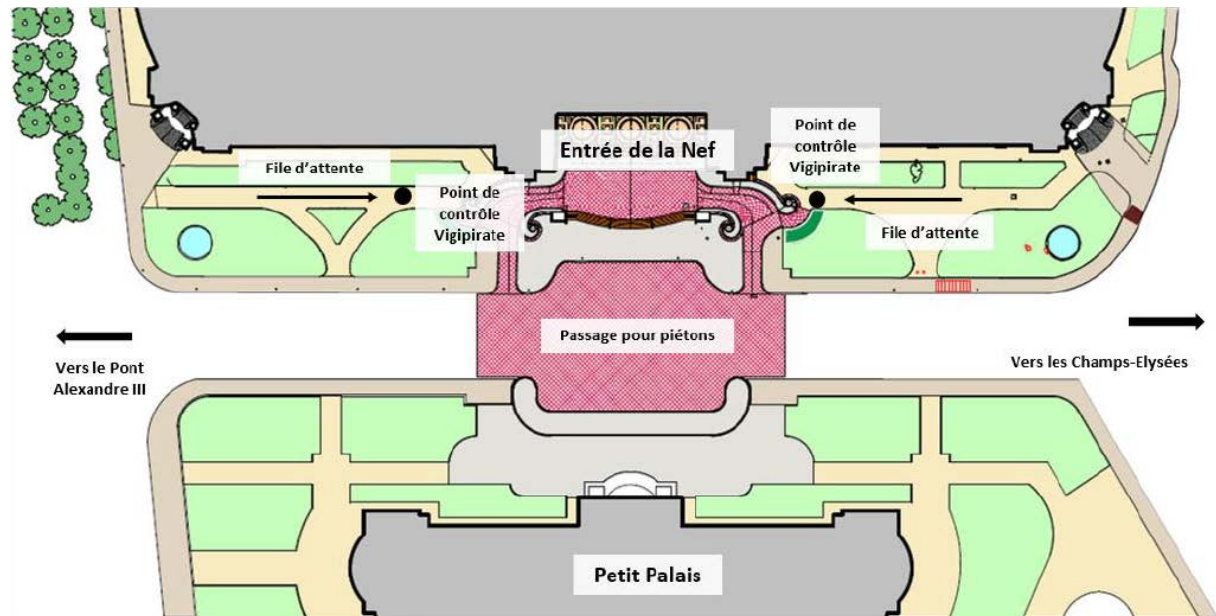 Entrée de la Nef
Point de
contrôle
Vigipirate
File d'attente
Point de
contrôle
Vigipirate
File d'attente
Passage pour piétons
Vers le Pont
Alexandre III
Vers les Champs-Elysées
Petit Palais